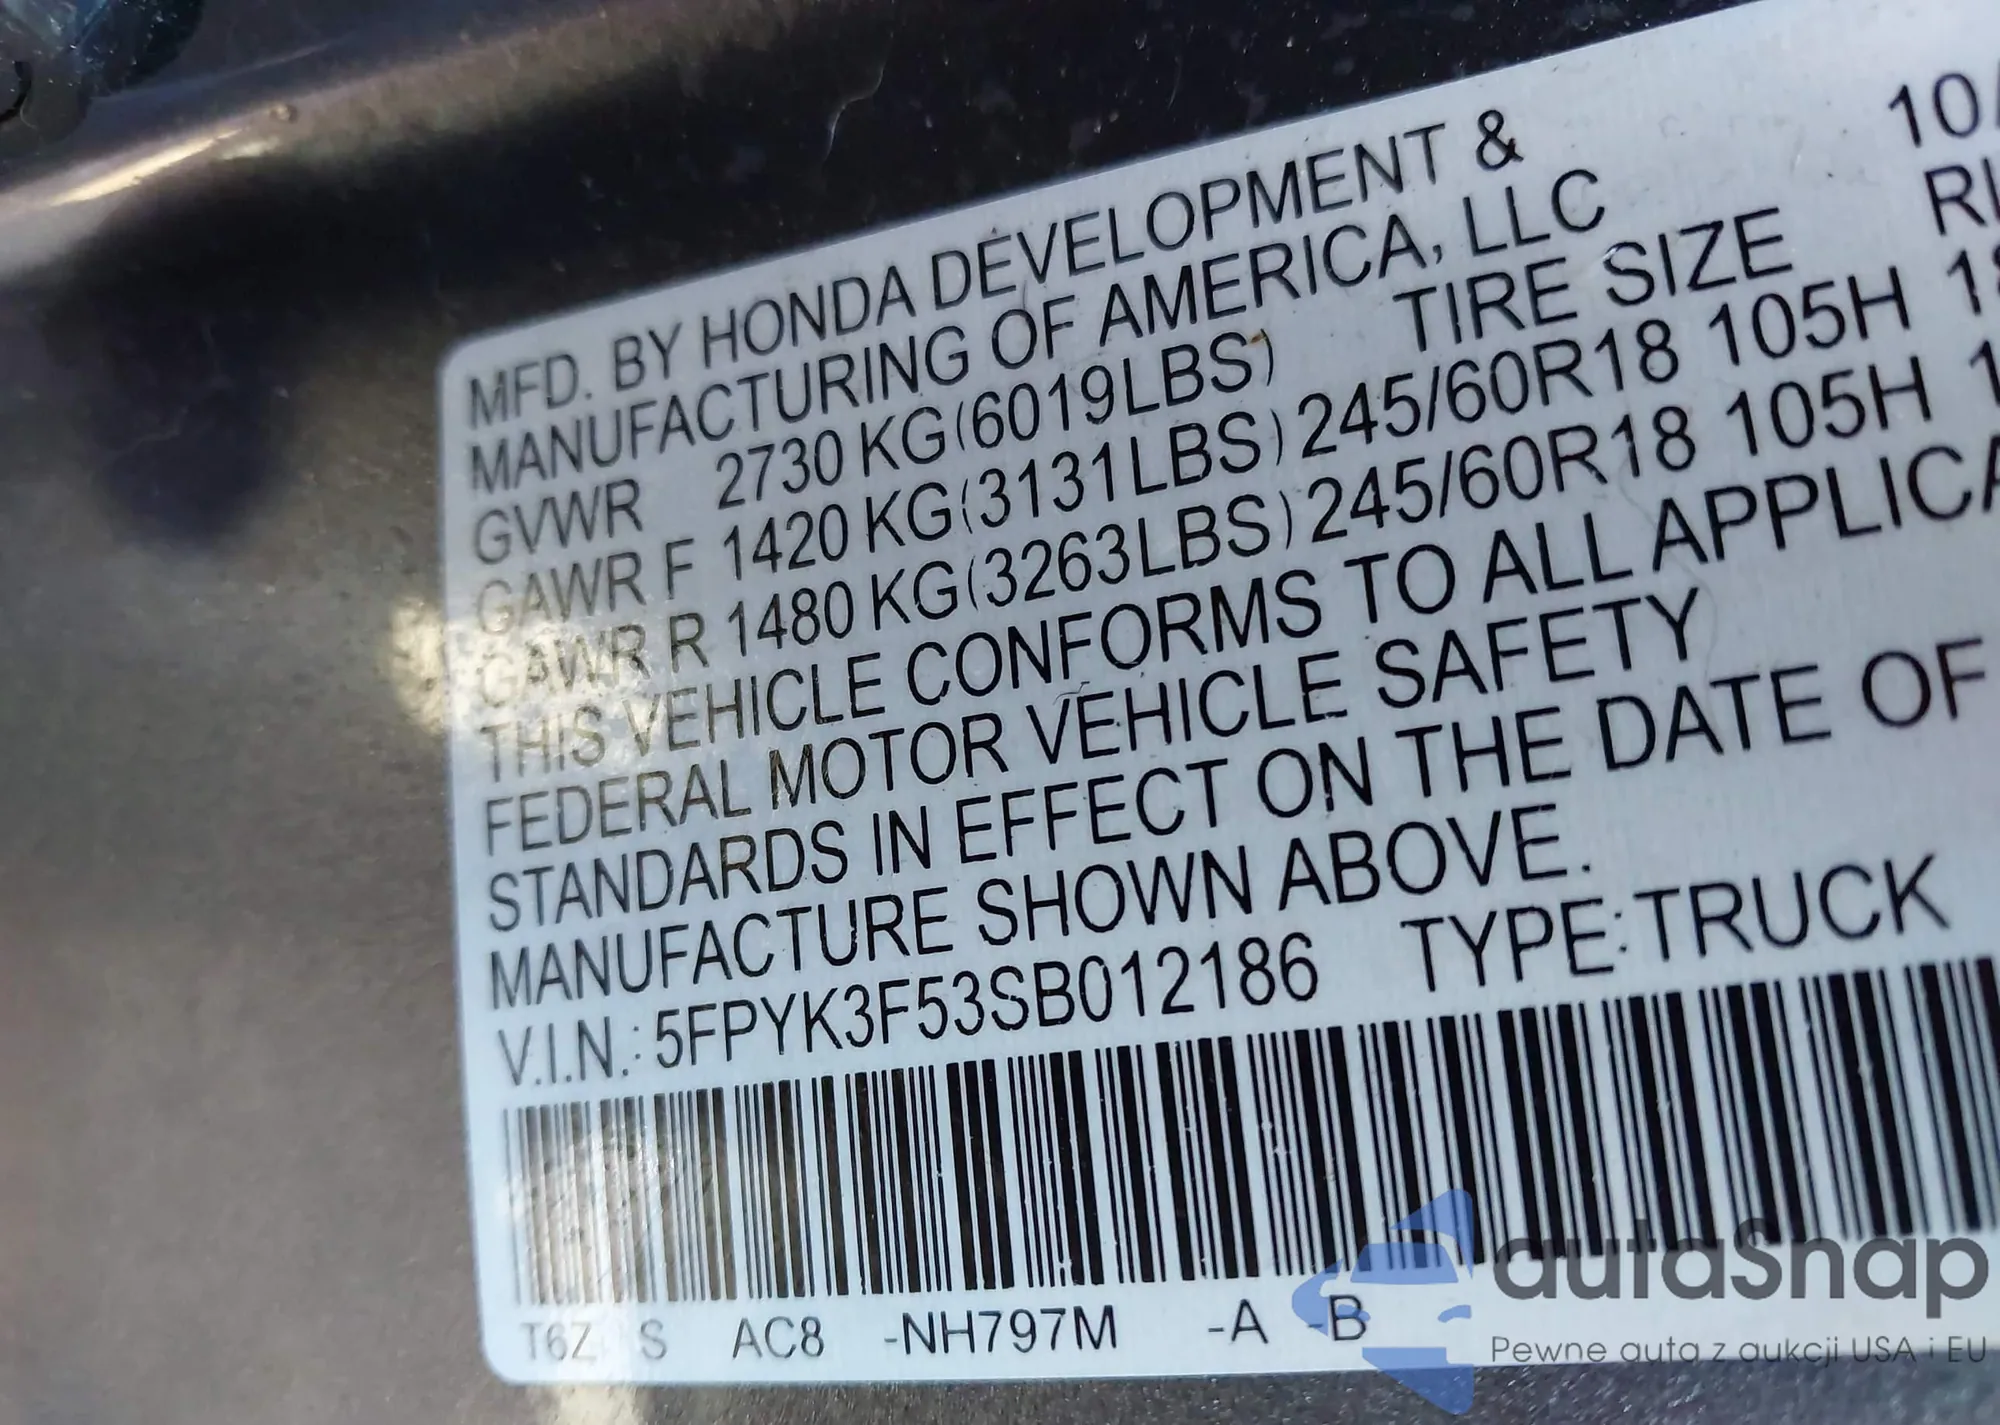 10/
MFD. BY HONDA DEVELOPMENT &
MANUFACTURING OF AMERICA, LLC
GVWR 2730 KG(6019LBS) TIRE SIZE
GAWR F 1420 KG(3131LBS) 245/60R18 105H
GAWR R 1480 KG(3263LBS) 245/60R18 105H
THIS VEHICLE CONFORMS TO ALL APPLICA
FEDERAL MOTOR VEHICLE SAFETY
STANDARDS IN EFFECT ON THE DATE OF
MANUFACTURE SHOWN ABOVE.
V.I.N.: 5FPYK3F53SB012186 TYPE:TRUCK
T6Z S AC8 -NH797M -A -B
autaSnap
Pewne auta z aukcji USA i EU